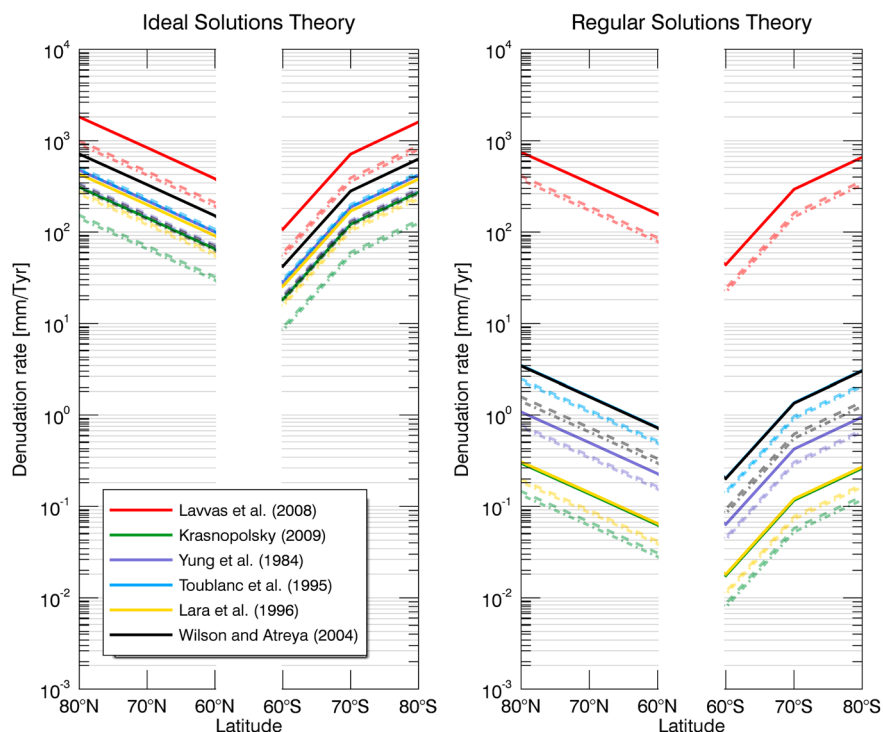 Ideal Solutions Theory
Regular Solutions Theory
Denudation rate [mm/Tyr]
10^4
10^3
10^2
10^1
10^0
10^-1
10^-2
10^-3
Lavvas et al. (2008)
Krasnopolsky (2009)
Yung et al. (1984)
Toublanc et al. (1995)
Lara et al. (1996)
Wilson and Atreya (2004)
80°N 70°N 60°N 60°S 70°S 80°S
Latitude
Denudation rate [mm/Tyr]
10^4
10^3
10^2
10^1
10^0
10^-1
10^-2
10^-3
80°N 70°N 60°N 60°S 70°S 80°S
Latitude